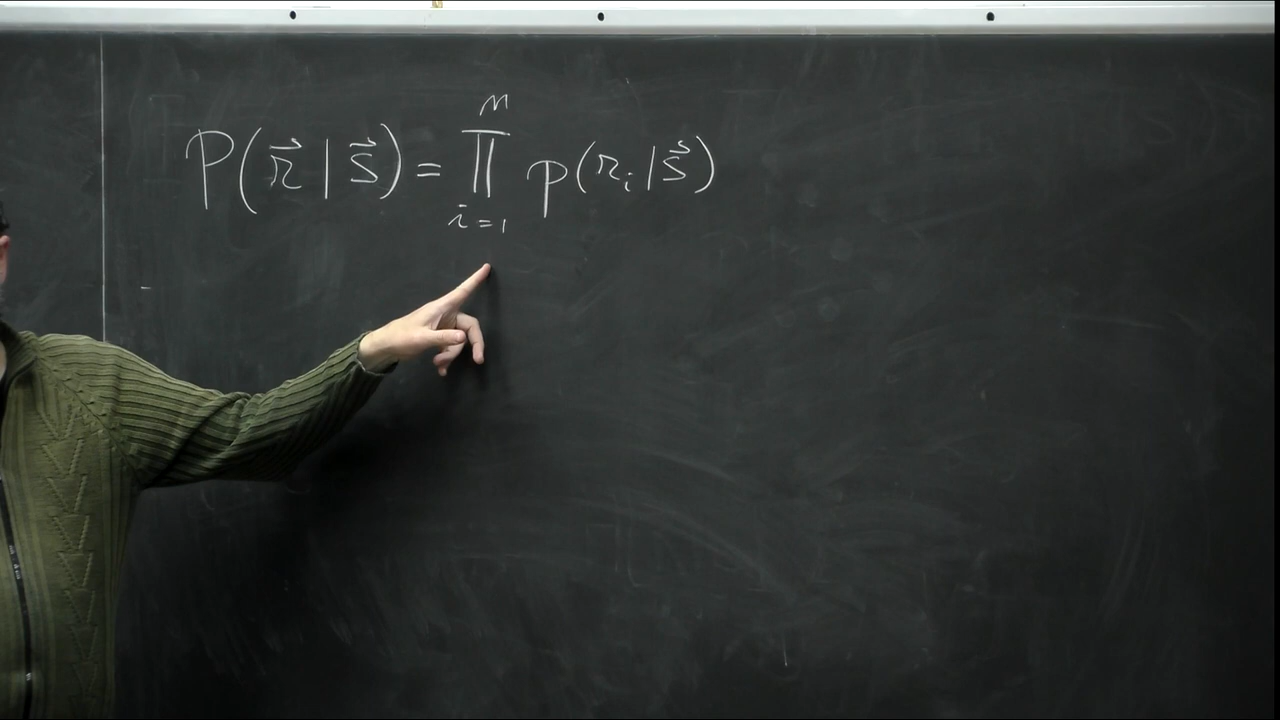 P(r⃗ | s⃗) = ∏_{i=1}^{M} p(r_i | s⃗)